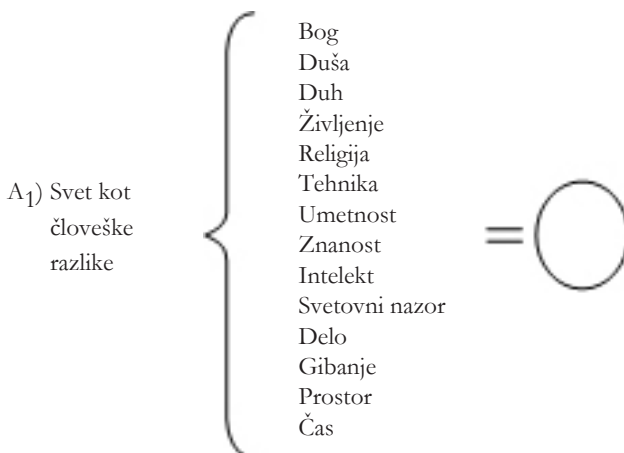 A1) Svet kot
človeške
razlike
Bog
Duša
Duh
Življenje
Religija
Tehnika
Umetnost
Znanost
Intelekt
Svetovni nazor
Delo
Gibanje
Prostor
Čas
=